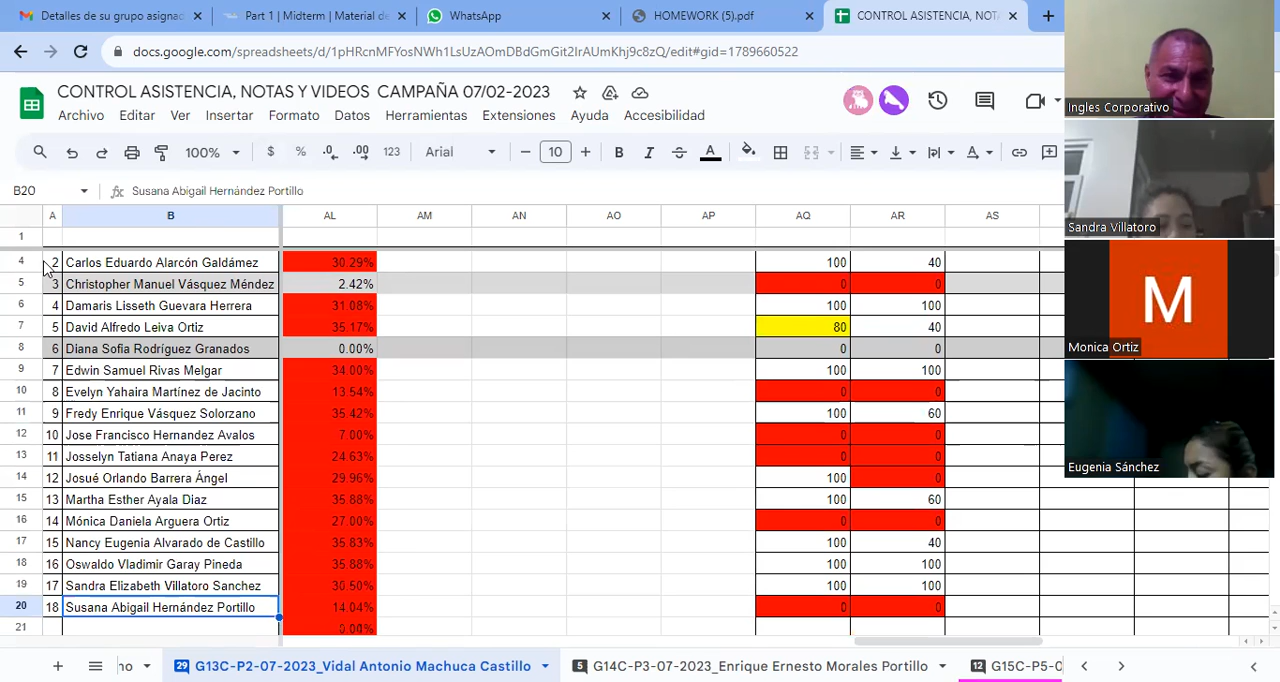 Detalles de su grupo asignac
Part 1 | Midterm | Material de
WhatsApp
HOMEWORK (5).pdf
CONTROL ASISTENCIA, NOTA
docs.google.com/spreadsheets/d/1pHRcnMFYosNWh1LsUzAOmDBdGmGit2IrAUmKhj9c8zQ/edit#gid=1789660522
CONTROL ASISTENCIA, NOTAS Y VIDEOS CAMPAÑA 07/02-2023
Archivo Editar Insertar Formato Datos Herramientas Extensiones Ayuda Accesibilidad
100% $ % .0 .00 123 Arial 10 B I A
B20 fx Susana Abigail Hernández Portillo
A B AL AM AN AO AP AQ AR AS
1
4 2 Carlos Eduardo Alarcón Galdámez 30.29% 100 40
5 3 Christopher Manuel Vásquez Méndez 2.42% 0 0
6 4 Damaris Lisseth Guevara Herrera 31.08% 100 100
7 5 David Alfredo Leiva Ortiz 35.17% 80 40
8 6 Diana Sofia Rodríguez Granados 0.00% 0 0
9 7 Edwin Samuel Rivas Melgar 34.00% 100 100
10 8 Evelyn Yahaira Martínez de Jacinto 13.54% 0 0
11 9 Fredy Enrique Vásquez Solorzano 35.42% 100 60
12 10 Jose Francisco Hernandez Avalos 7.00% 0 0
13 11 Josselyn Tatiana Anaya Perez 24.63% 0 0
14 12 Josué Orlando Barrera Ángel 29.96% 100 0
15 13 Martha Esther Ayala Diaz 35.88% 100 60
16 14 Mónica Daniela Arguera Ortiz 27.00% 0 0
17 15 Nancy Eugenia Alvarado de Castillo 35.83% 100 40
18 16 Oswaldo Vladimir Garay Pineda 35.88% 100 100
19 17 Sandra Elizabeth Villatoro Sanchez 30.50% 100 100
20 18 Susana Abigail Hernández Portillo 14.04% 0 0
21 0.00%
no
29 G13C-P2-07-2023_Vidal Antonio Machuca Castillo
5 G14C-P3-07-2023_Enrique Ernesto Morales Portillo
12 G15C-P5-0
Ingles Corporativo
Sandra Villatoro
M
Monica Ortiz
Eugenia Sánchez